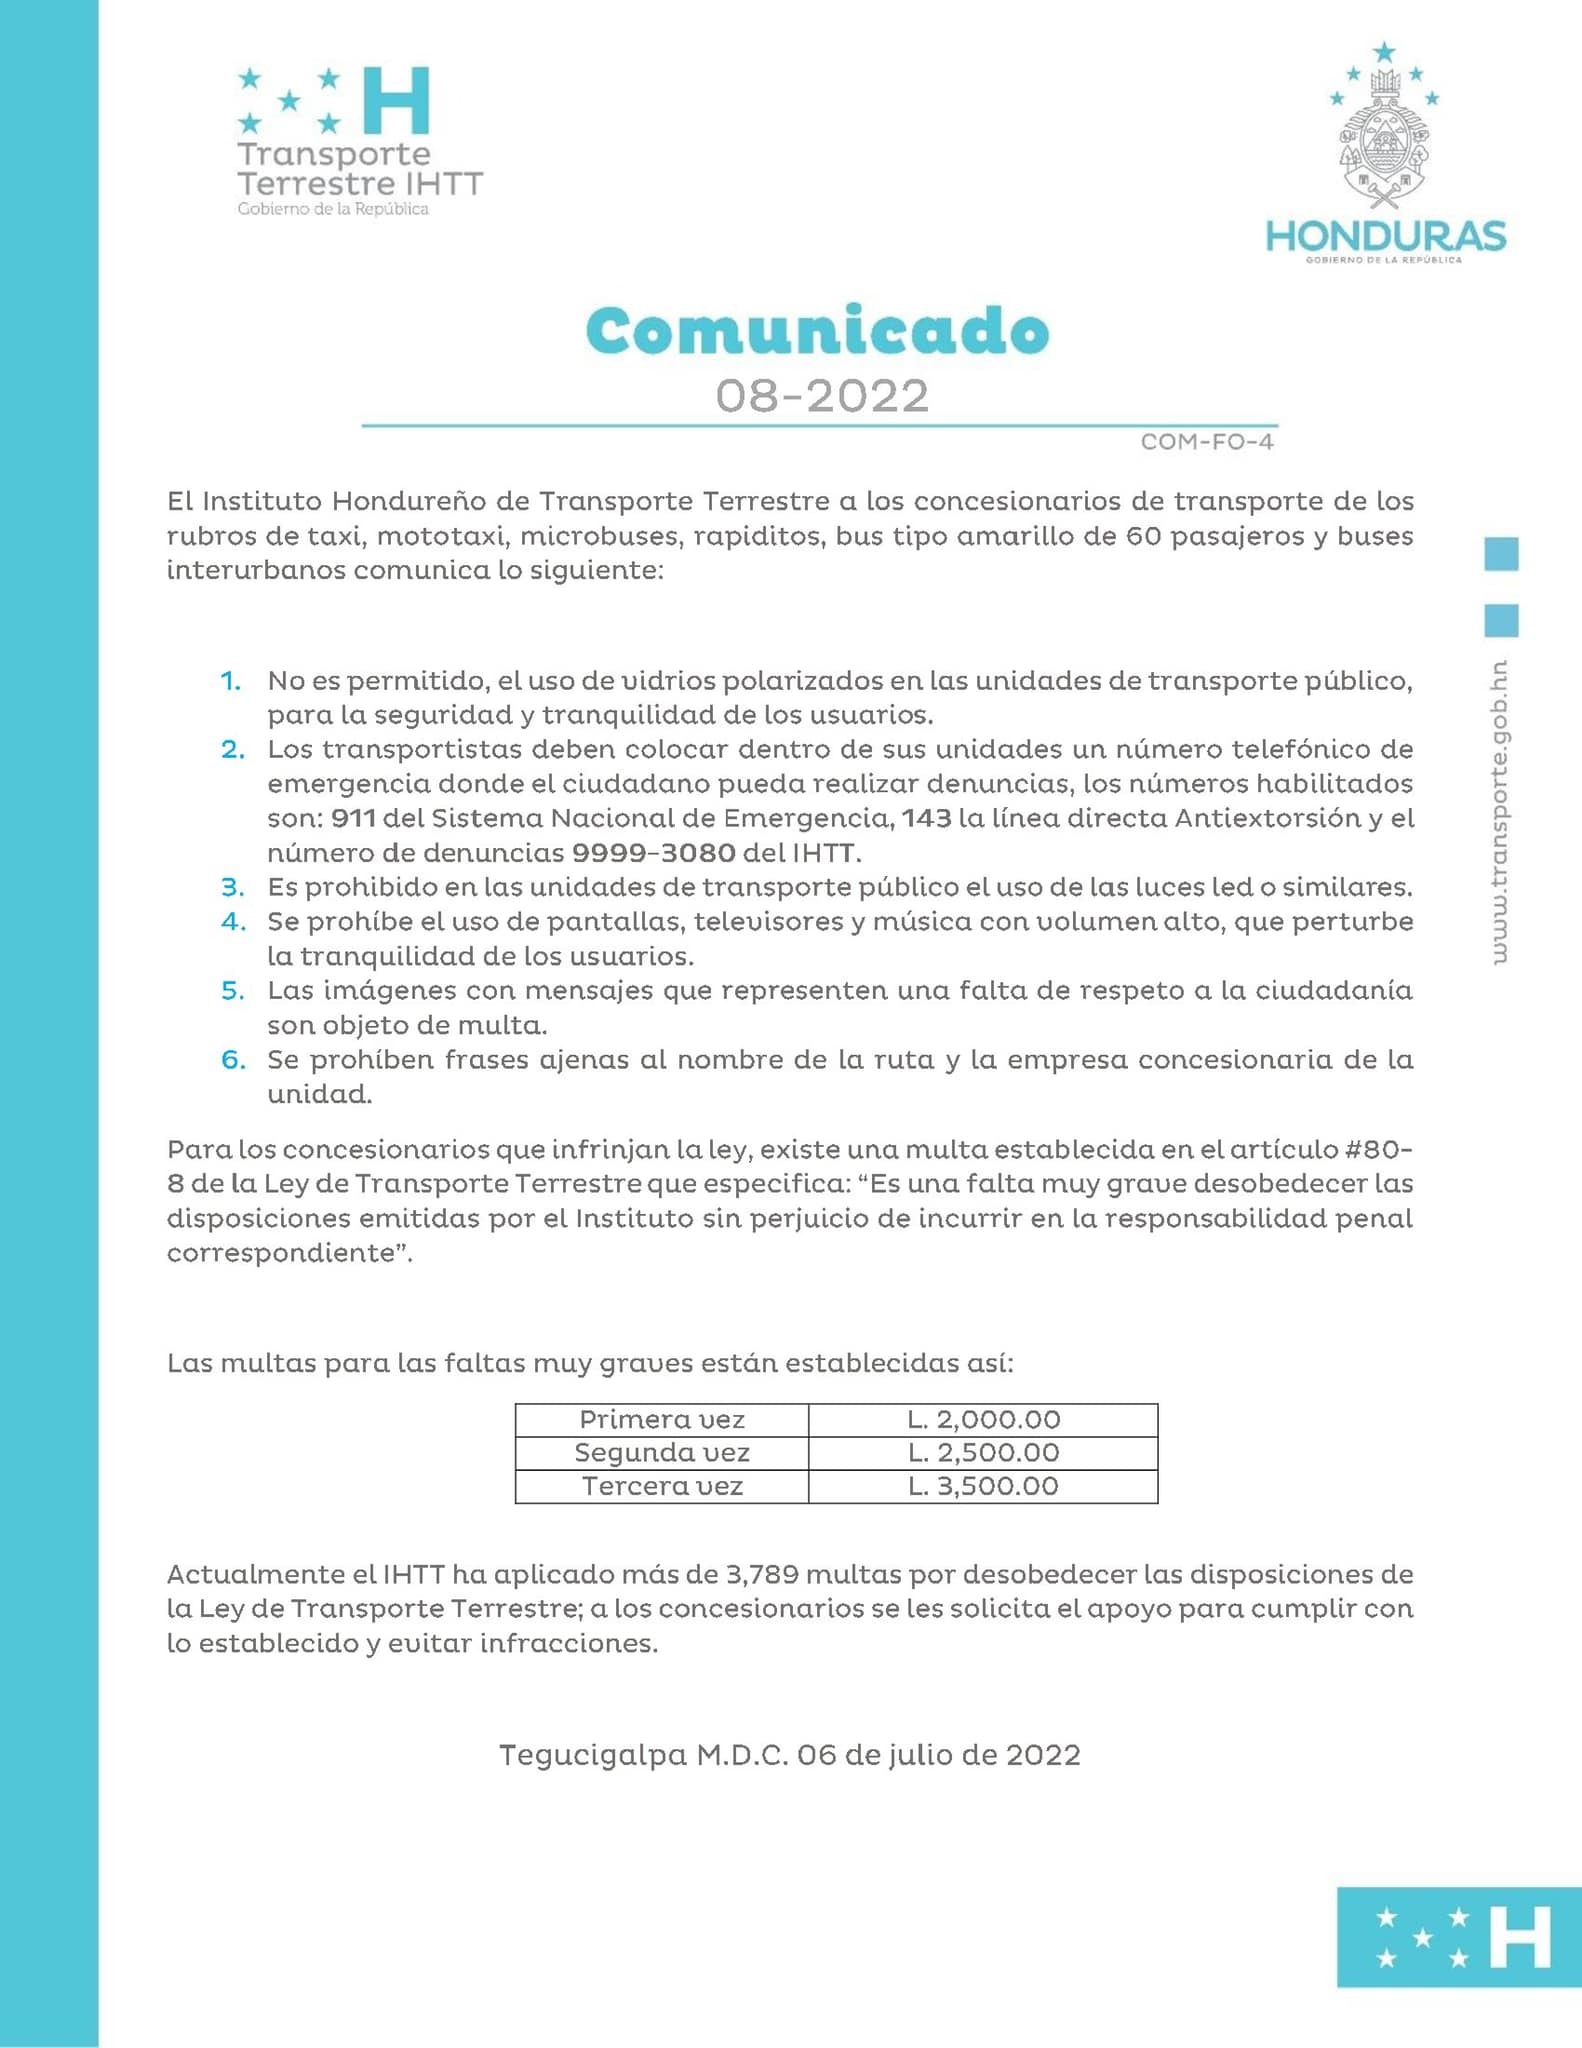 H
Transporte
Terrestre IHTT
Gobierno de la República
HONDURAS
GOBIERNO DE LA REPÚBLICA
Comunicado
08-2022
COM-FO-4
El Instituto Hondureño de Transporte Terrestre a los concesionarios de transporte de los
rubros de taxi, mototaxi, microbuses, rapiditos, bus tipo amarillo de 60 pasajeros y buses
interurbanos comunica lo siguiente:
1. No es permitido, el uso de vidrios polarizados en las unidades de transporte público,
para la seguridad y tranquilidad de los usuarios.
2. Los transportistas deben colocar dentro de sus unidades un número telefónico de
emergencia donde el ciudadano pueda realizar denuncias, los números habilitados
son: 911 del Sistema Nacional de Emergencia, 143 la línea directa Antiextorsión y el
número de denuncias 9999-3080 del IHTT.
3. Es prohibido en las unidades de transporte público el uso de las luces led o similares.
4. Se prohíbe el uso de pantallas, televisores y música con volumen alto, que perturbe
la tranquilidad de los usuarios.
5. Las imágenes con mensajes que representen una falta de respeto a la ciudadanía
son objeto de multa.
6. Se prohíben frases ajenas al nombre de la ruta y la empresa concesionaria de la
unidad.
Para los concesionarios que infrinjan la ley, existe una multa establecida en el artículo #80-
8 de la Ley de Transporte Terrestre que especifica: “Es una falta muy grave desobedecer las
disposiciones emitidas por el Instituto sin perjuicio de incurrir en la responsabilidad penal
correspondiente”.
Las multas para las faltas muy graves están establecidas así:
Primera vez L. 2,000.00
Segunda vez L. 2,500.00
Tercera vez L. 3,500.00
Actualmente el IHTT ha aplicado más de 3,789 multas por desobedecer las disposiciones de
la Ley de Transporte Terrestre; a los concesionarios se les solicita el apoyo para cumplir con
lo establecido y evitar infracciones.
Tegucigalpa M.D.C. 06 de julio de 2022
www.transporte.gob.hn
H